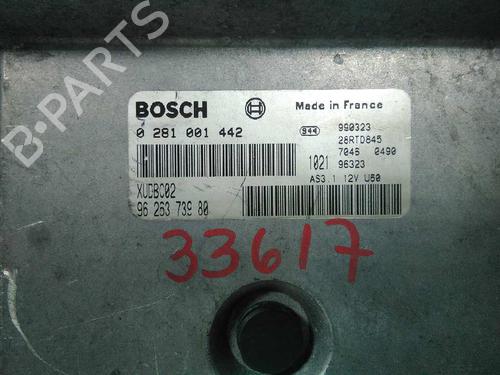 B-PARTS
BOSCH
Made in France
0 281 001 442
S44
990323
28RTD845
7046 0490
1021 96323
AS3.1 12V U60
XUDBC02
96 263 739 80
33617